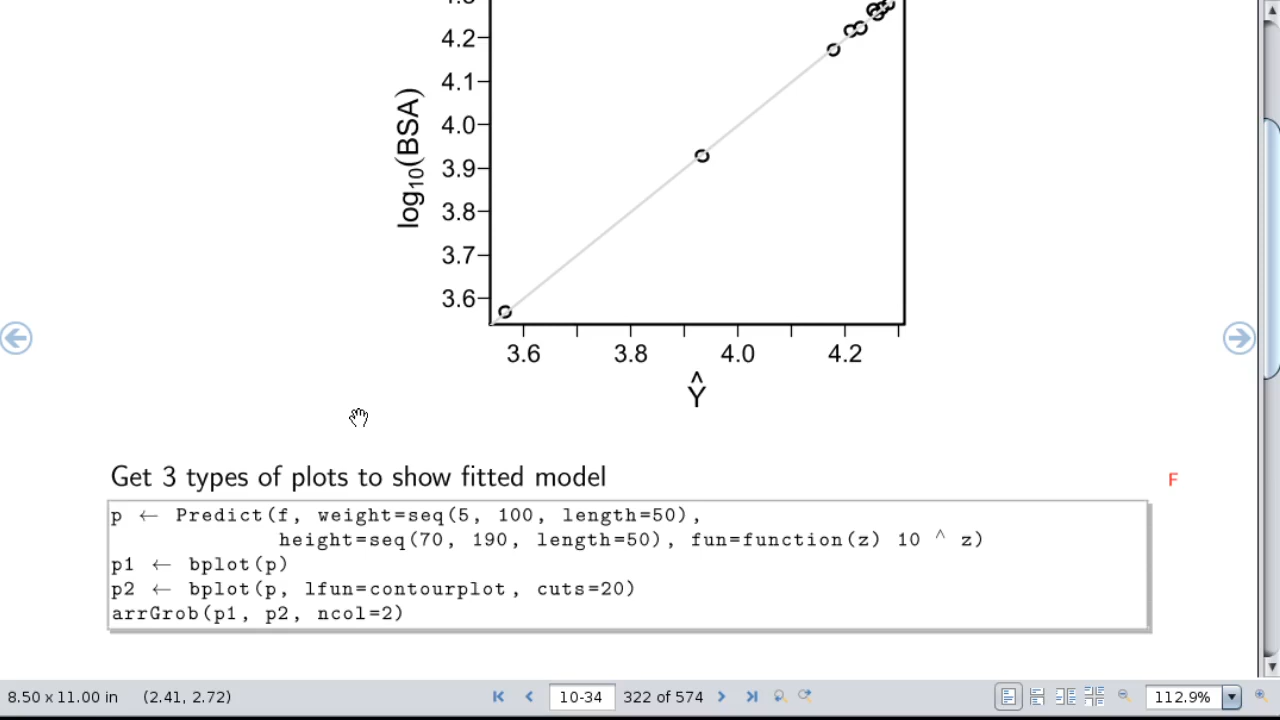 4.2
4.1
4.0
log10(BSA)
3.9
3.8
3.7
3.6
3.6 3.8 4.0 4.2
^
Y
Get 3 types of plots to show fitted model
F
p ← Predict(f, weight=seq(5, 100, length=50),
height=seq(70, 190, length=50), fun=function(z) 10 ^ z)
p1 ← bplot(p)
p2 ← bplot(p, lfun=contourplot, cuts=20)
arrGrob(p1, p2, ncol=2)
8.50 x 11.00 in (2.41, 2.72) 10-34 322 of 574 112.9%